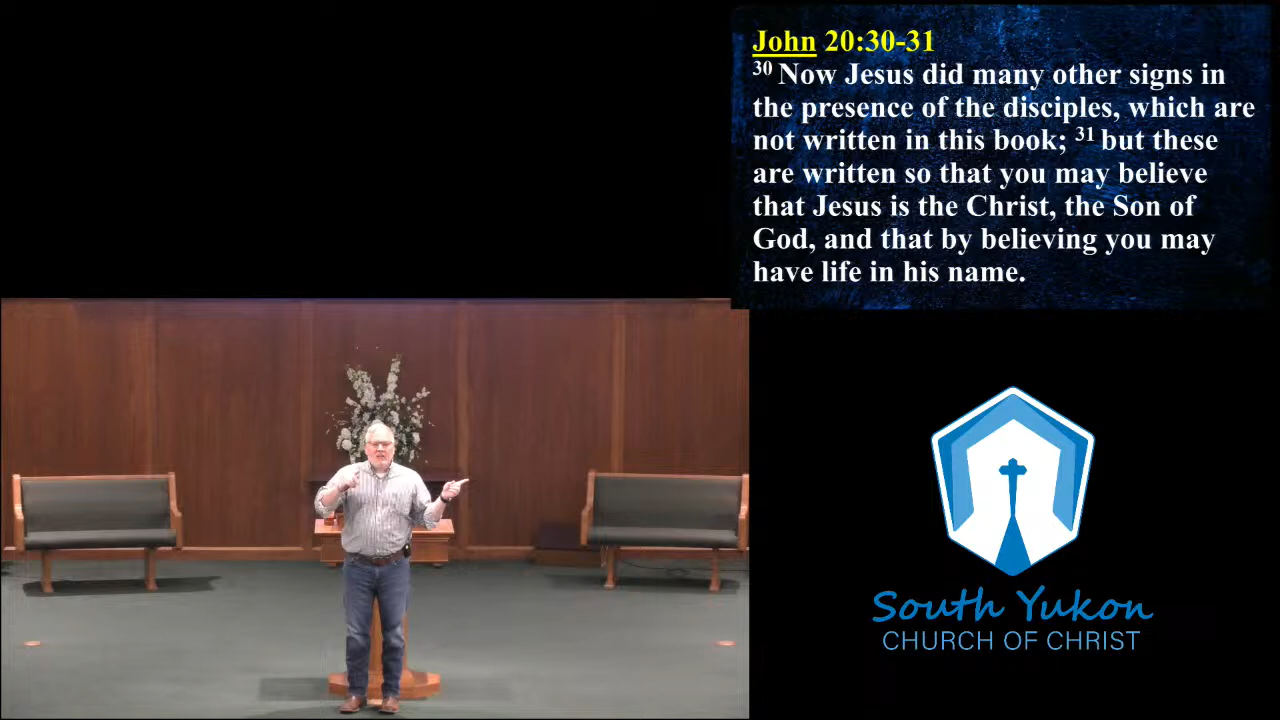 John 20:30-31
30 Now Jesus did many other signs in
the presence of the disciples, which are
not written in this book; 31 but these
are written so that you may believe
that Jesus is the Christ, the Son of
God, and that by believing you may
have life in his name.
South Yukon
CHURCH OF CHRIST